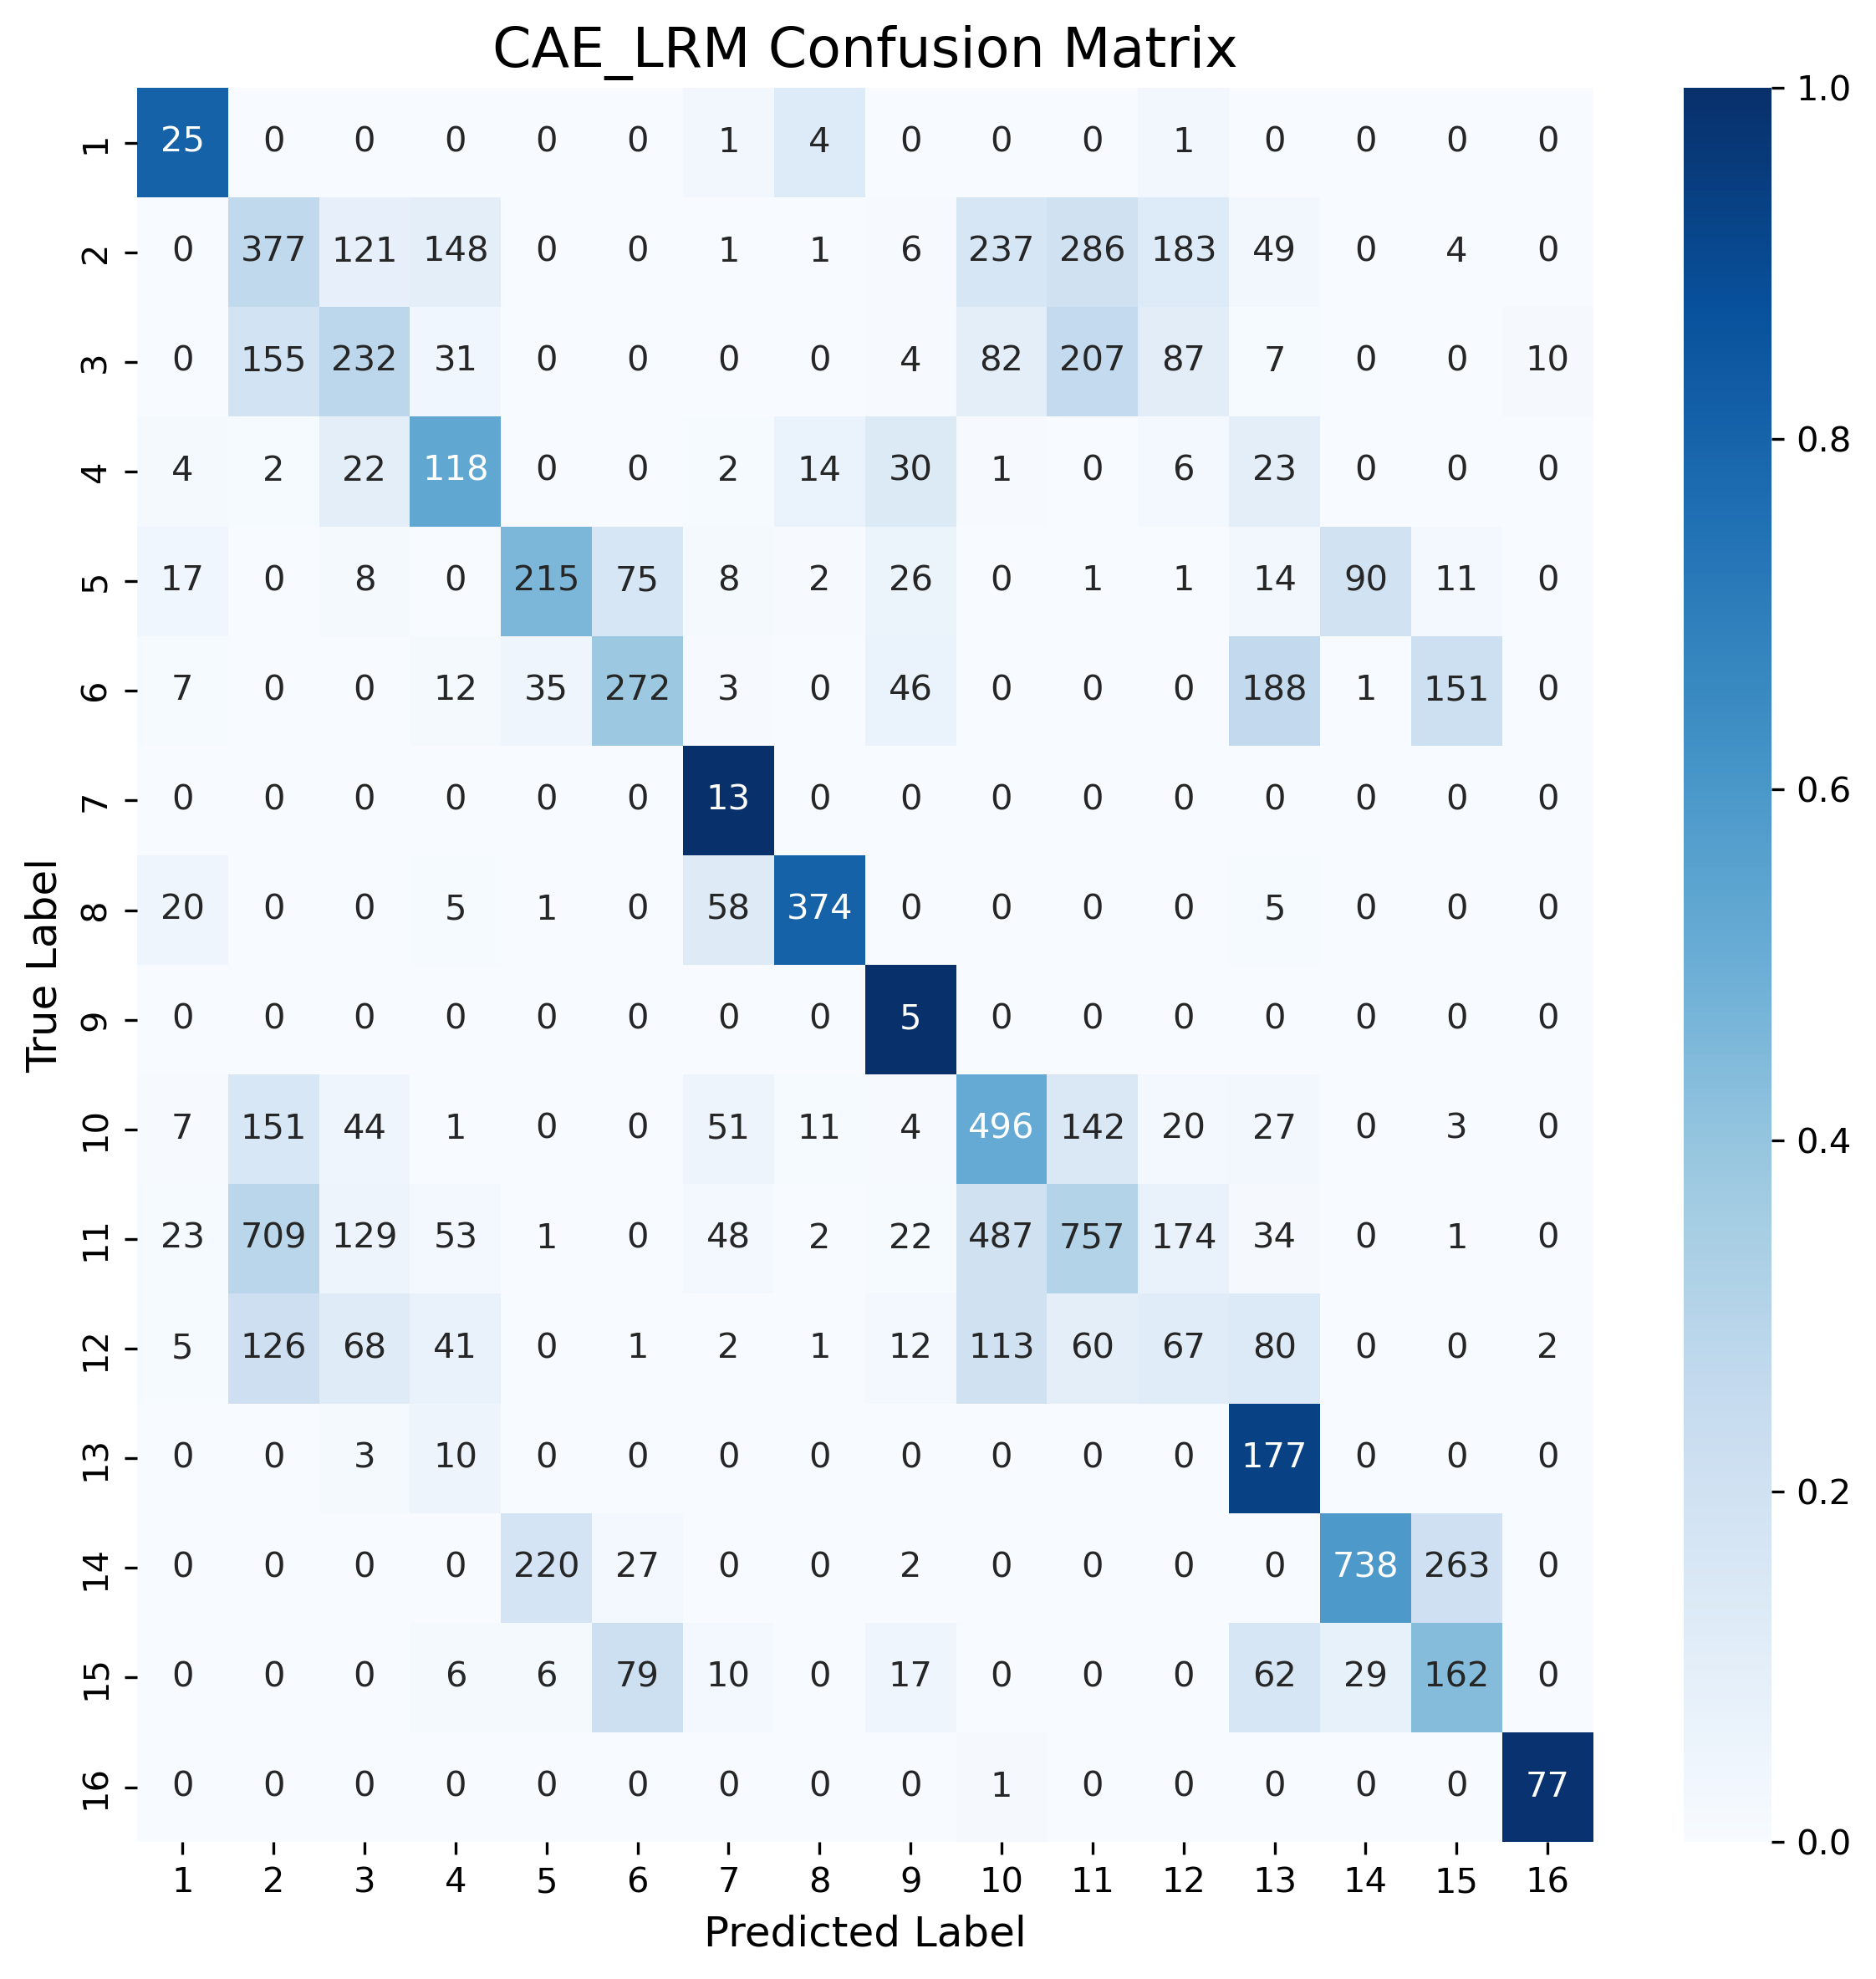 CAE_LRM Confusion Matrix
1 25 0 0 0 0 0 1 4 0 0 0 1 0 0 0 0
2 0 377 121 148 0 0 1 1 6 237 286 183 49 0 4 0
3 0 155 232 31 0 0 0 0 4 82 207 87 7 0 0 10
4 4 2 22 118 0 0 2 14 30 1 0 6 23 0 0 0
5 17 0 8 0 215 75 8 2 26 0 1 1 14 90 11 0
6 7 0 0 12 35 272 3 0 46 0 0 0 188 1 151 0
7 0 0 0 0 0 0 13 0 0 0 0 0 0 0 0 0
8 20 0 0 5 1 0 58 374 0 0 0 0 5 0 0 0
9 0 0 0 0 0 0 0 0 5 0 0 0 0 0 0 0
10 7 151 44 1 0 0 51 11 4 496 142 20 27 0 3 0
11 23 709 129 53 1 0 48 2 22 487 757 174 34 0 1 0
12 5 126 68 41 0 1 2 1 12 113 60 67 80 0 0 2
13 0 0 3 10 0 0 0 0 0 0 0 0 177 0 0 0
14 0 0 0 0 220 27 0 0 2 0 0 0 0 738 263 0
15 0 0 0 6 6 79 10 0 17 0 0 0 62 29 162 0
16 0 0 0 0 0 0 0 0 0 1 0 0 0 0 0 77
1 2 3 4 5 6 7 8 9 10 11 12 13 14 15 16
True Label
Predicted Label
1.0
0.8
0.6
0.4
0.2
0.0